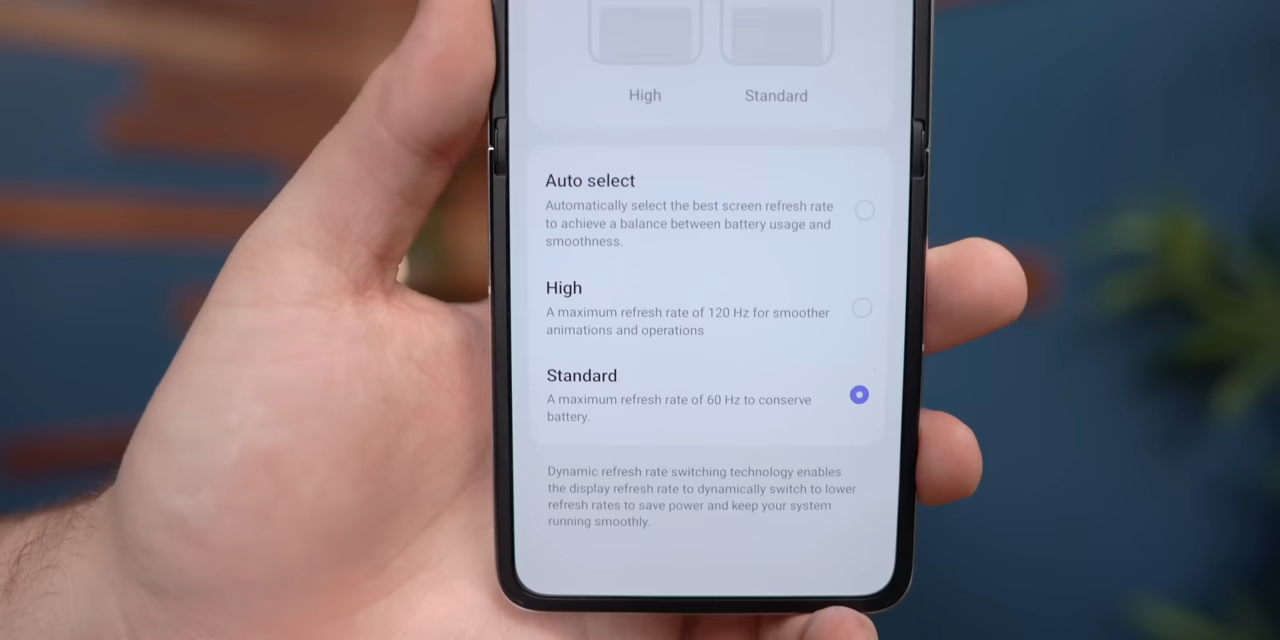 High Standard
Auto select
Automatically select the best screen refresh rate
to achieve a balance between battery usage and
smoothness.
High
A maximum refresh rate of 120 Hz for smoother
animations and operations
Standard
A maximum refresh rate of 60 Hz to conserve
battery.
Dynamic refresh rate switching technology enables
the display refresh rate to dynamically switch to lower
refresh rates to save power and keep your system
running smoothly.